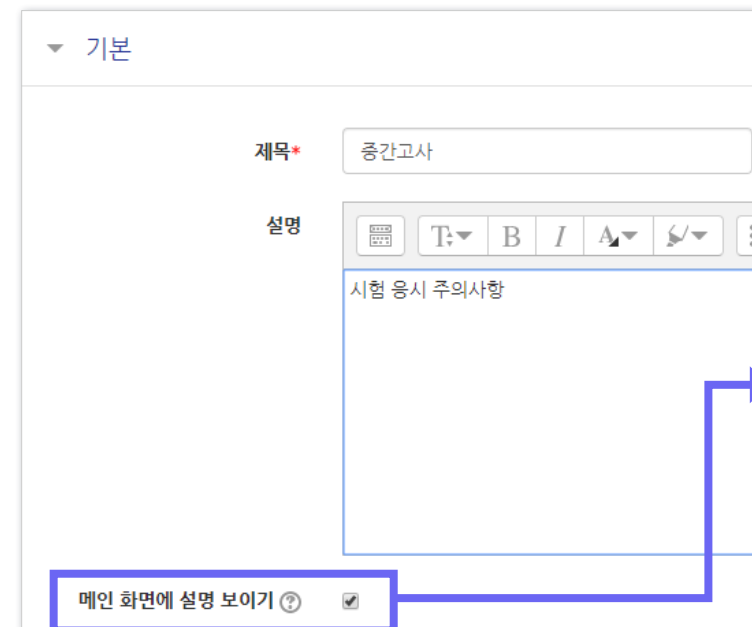 기본
제목*
중간고사
설명
T B I A
시험 응시 주의사항
메인 화면에 설명 보이기 ?